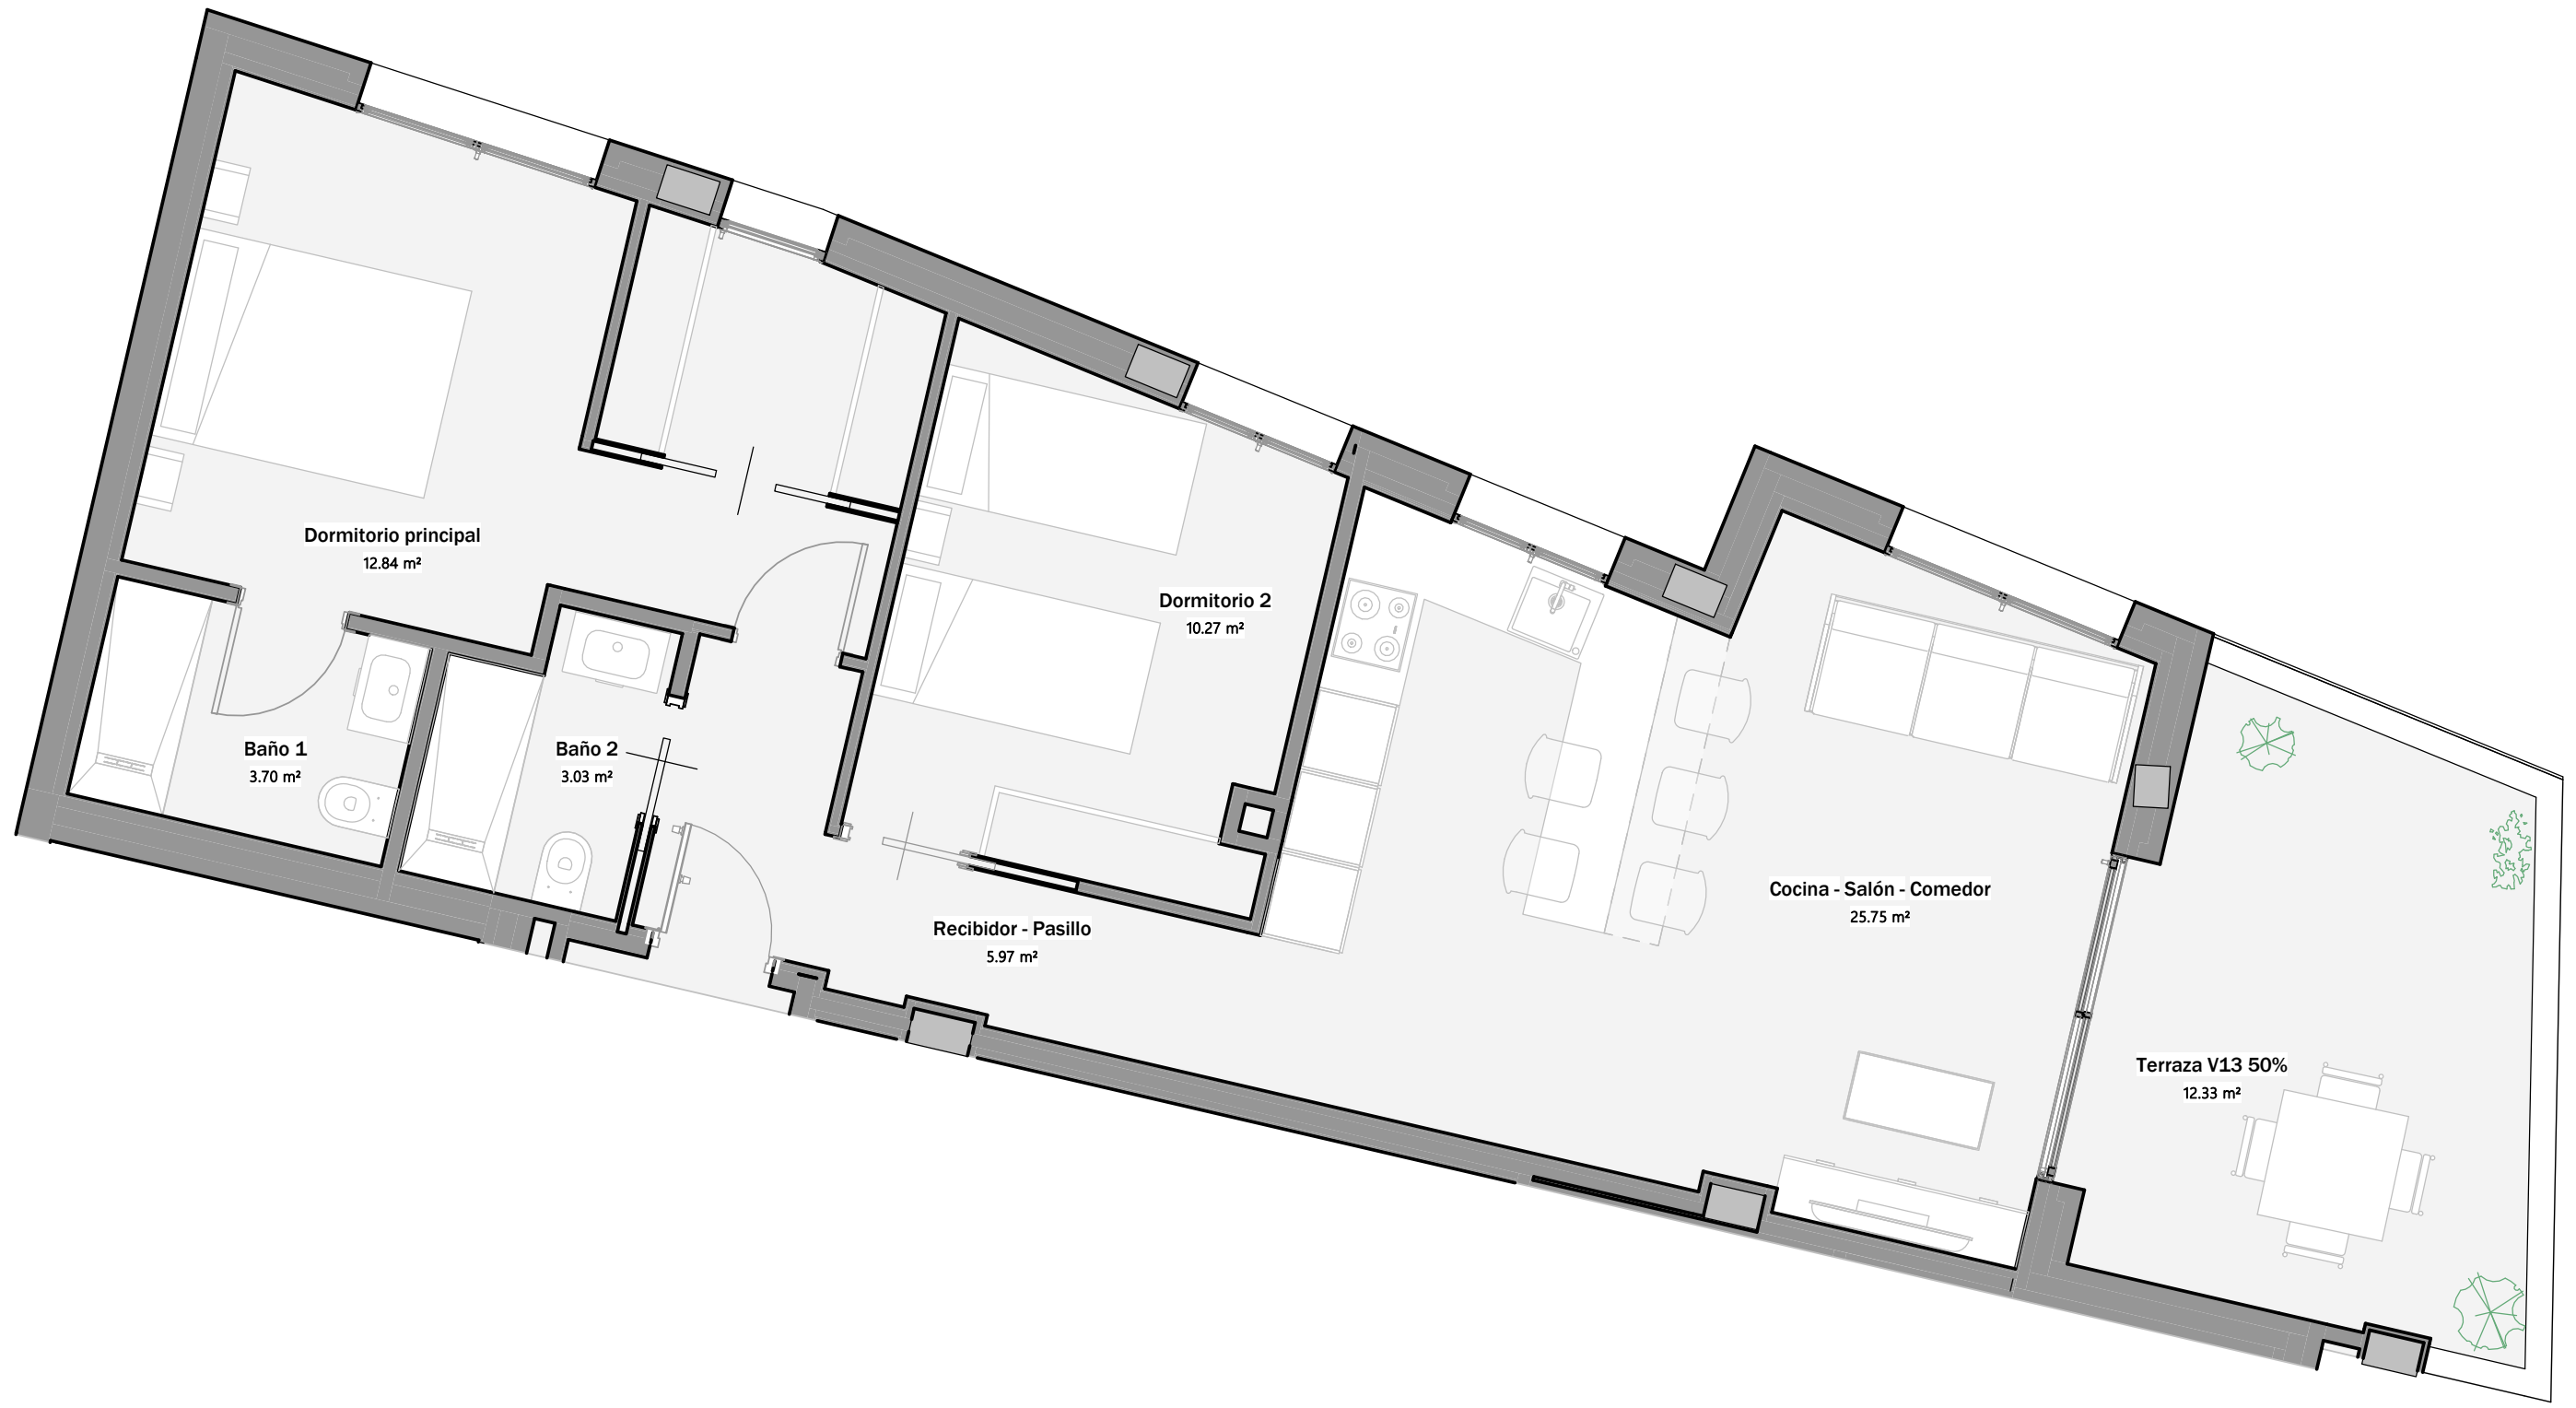 Dormitorio principal
12.84 m²
Dormitorio 2
10.27 m²
Baño 1
3.70 m²
Baño 2
3.03 m²
Cocina - Salón - Comedor
25.75 m²
Recibidor - Pasillo
5.97 m²
Terraza V13 50%
12.33 m²